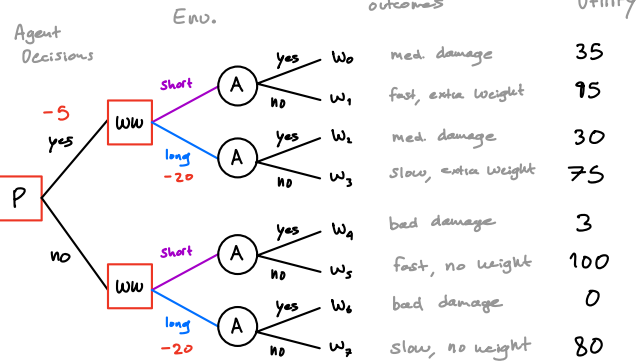 Env.
outcomes
Utility
Agent
Decisions
yes
w₀
med. damage
35
short
A
no
w₁
fast, extra weight
95
-5
WW
yes
yes
w₂
med. damage
30
long
A
-20
no
w₃
slow, extra weight
75
P
yes
w₄
bad damage
3
no
short
A
no
w₅
fast, no weight
100
WW
yes
w₆
bad damage
0
long
A
-20
no
w₇
slow, no weight
80